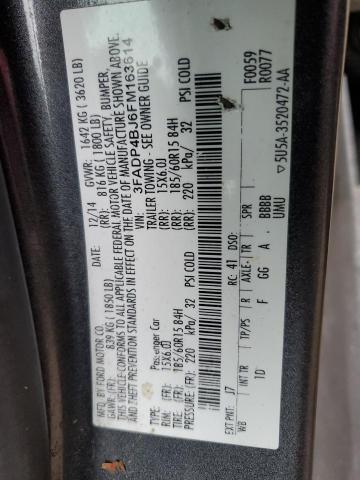 MFD. BY FORD MOTOR CO.
DATE: 12/14 GVWR: 1642 KG ( 3620 LB)
GAWR: (FR): 839 KG ( 1850 LB) (RR): 816 KG ( 1800 LB)
THIS VEHICLE CONFORMS TO ALL APPLICABLE FEDERAL MOTOR VEHICLE SAFETY, BUMPER,
AND THEFT PREVENTION STANDARDS IN EFFECT ON THE DATE OF MANUFACTURE SHOWN ABOVE.
VIN: 3FADP4BJ6FM163614
TYPE: Passenger Car TRAILER TOWING - SEE OWNER GUIDE
RIM: (FR): 15X6.0J (RR): 15X6.0J
TIRE: (FR): 185/60R15 84H (RR): 185/60R15 84H
PRESSURE: (FR): 220 kPa/ 32 PSI COLD (RR): 220 kPa/ 32 PSI COLD
EXT PNT: J7 RC: 41 DSO: F0059
R0077
WB INT TR TP/PS R AXLE TR SPR
1D F GG A BBBB
UMU
▽5U5A-3520472-AA